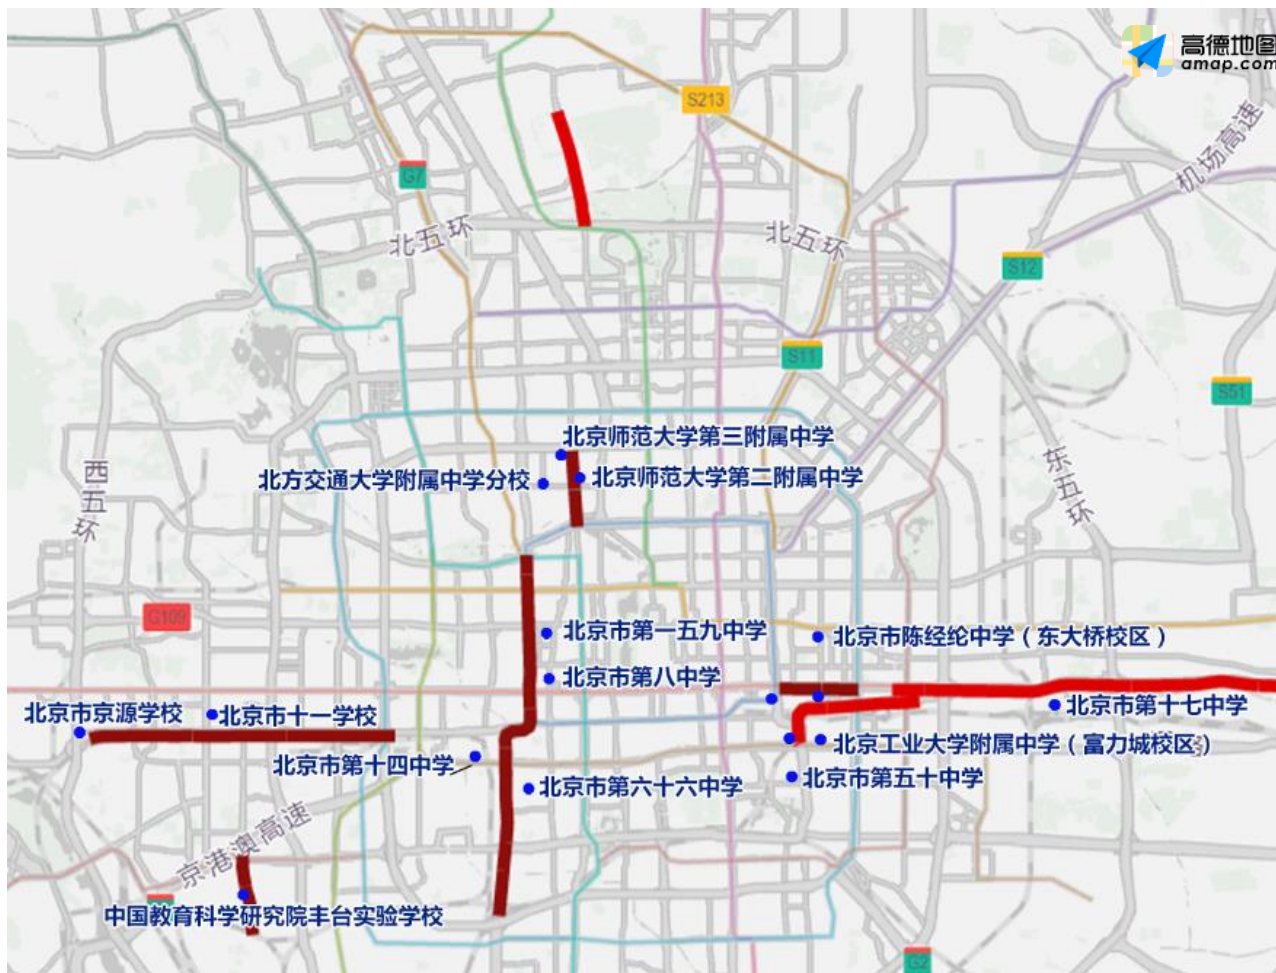 高德地图
amap.com
S213
机场高速
G7
北五环
北五环
S12
S11
S51
北京师范大学第三附属中学
西五环
东五环
北方交通大学附属中学分校
北京师范大学第二附属中学
G109
北京市第一五九中学
北京市陈经纶中学（东大桥校区）
北京市第八中学
北京市京源学校
北京市十一学校
北京市第十七中学
北京工业大学附属中学（富力城校区）
北京市第十四中学
北京市第五十中学
北京市第六十六中学
京港澳高速
中国教育科学研究院丰台实验学校
G2